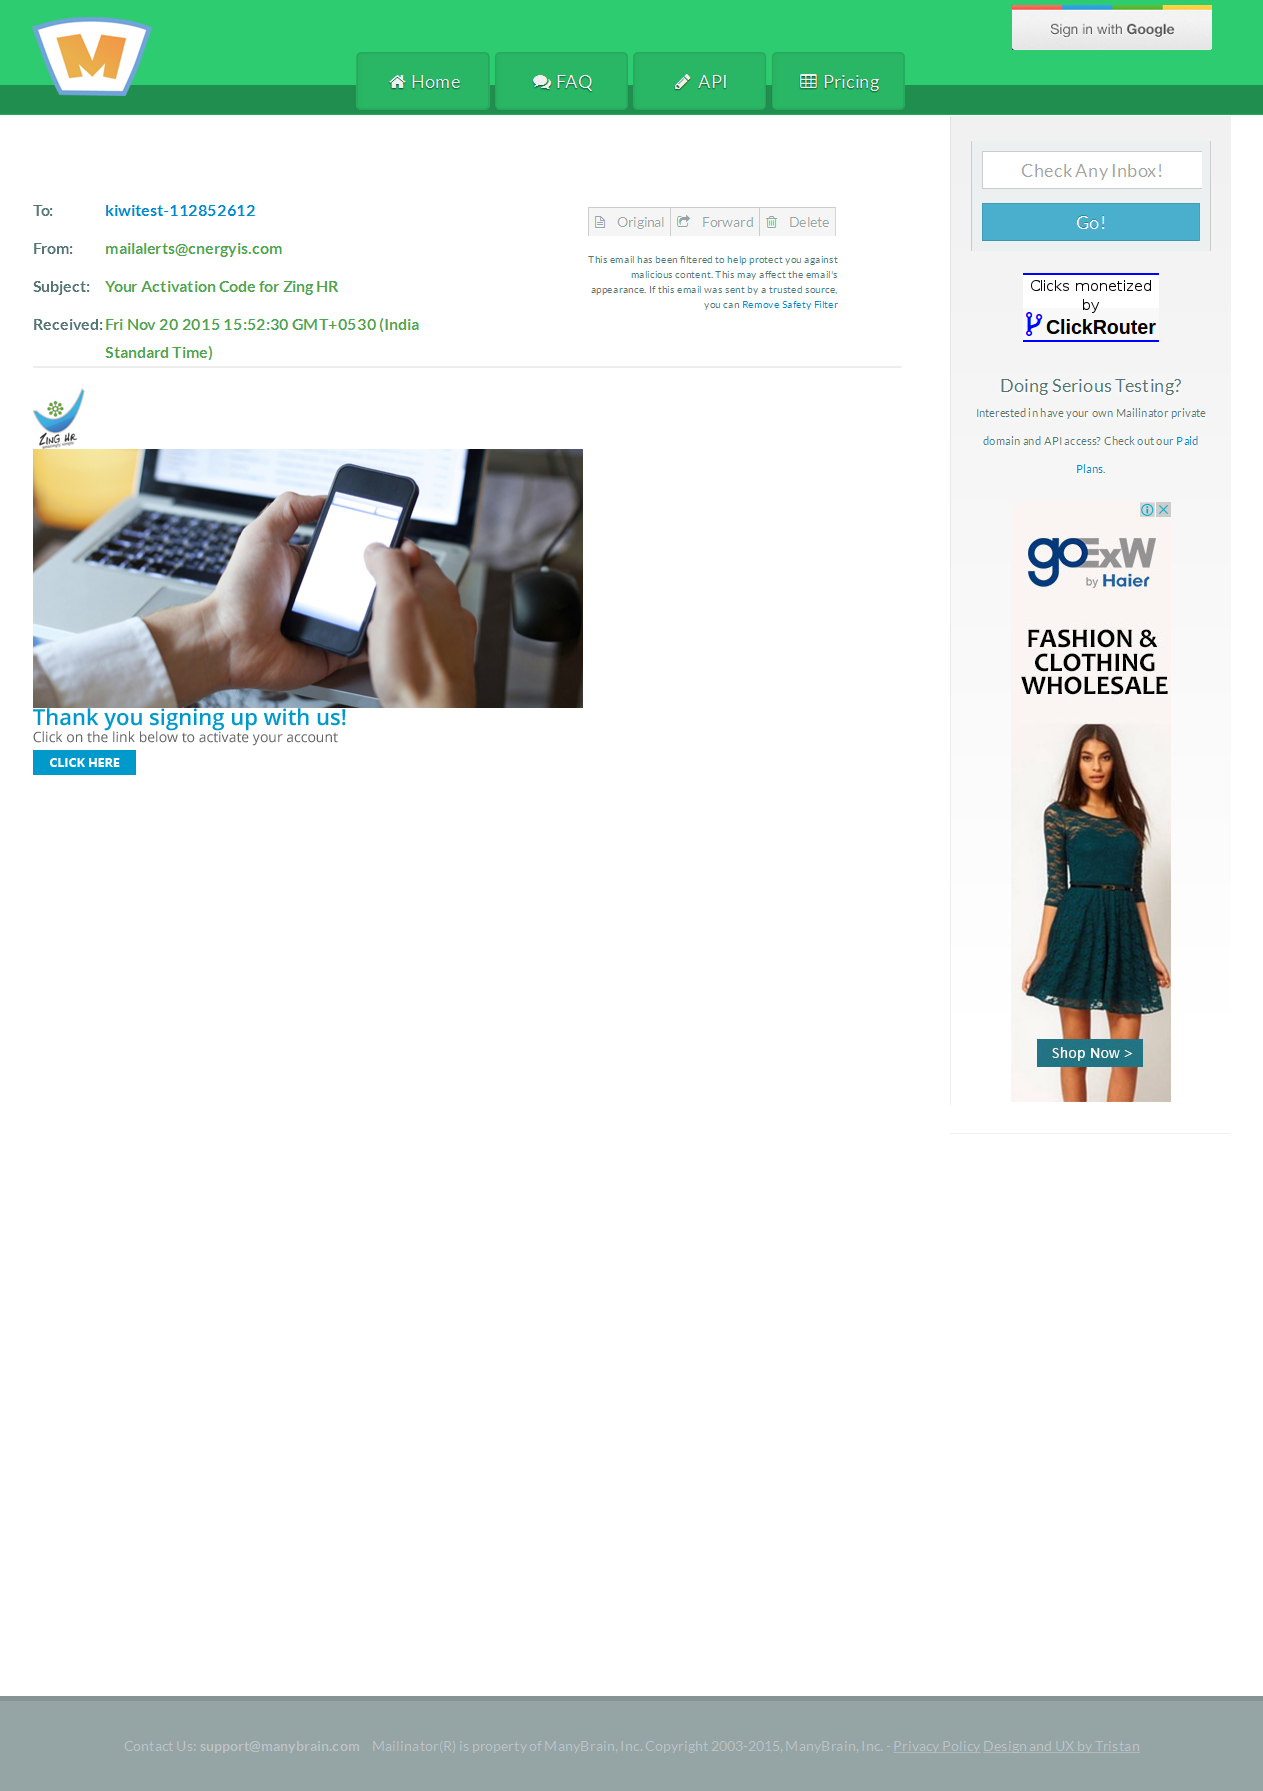 M
Sign in with Google
Home
FAQ
API
Pricing
To: kiwitest-112852612
From: mailalerts@cnergyis.com
Subject: Your Activation Code for Zing HR
Received: Fri Nov 20 2015 15:52:30 GMT+0530 (India
Standard Time)
Original
Forward
Delete
This email has been filtered to help protect you against
malicious content. This may affect the email's
appearance. If this email was sent by a trusted source,
you can Remove Safety Filter
ZING HR
Thank you signing up with us!
Click on the link below to activate your account
CLICK HERE
Check Any Inbox!
Go!
Clicks monetized
by
ClickRouter
Doing Serious Testing?
Interested in have your own Mailinator private
domain and API access? Check out our Paid
Plans.
goExW
by Haier
FASHION &
CLOTHING
WHOLESALE
Shop Now >
Contact Us: support@manybrain.com Mailinator(R) is property of ManyBrain, Inc. Copyright 2003-2015, ManyBrain, Inc. - Privacy Policy Design and UX by Tristan